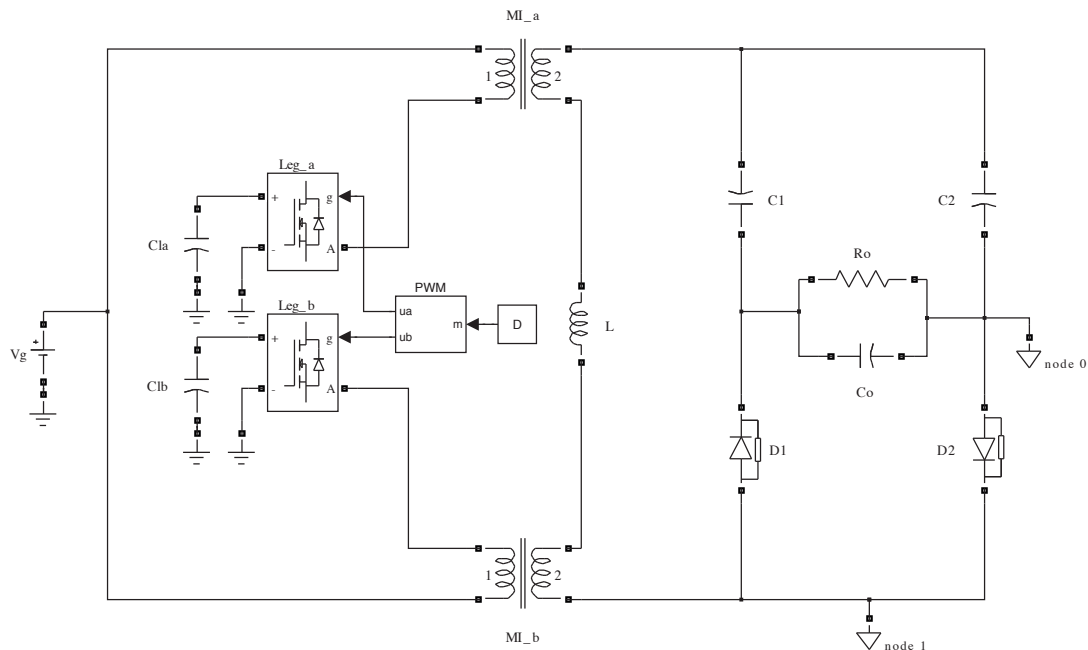 MI_a
1 2
Leg_a
+ g
- A
Cla
C1
C2
Ro
PWM
ua
ub
m
D
L
Leg_b
+ g
- A
Clb
+
Vg
Co
node 0
D1
D2
1 2
MI_b
node 1